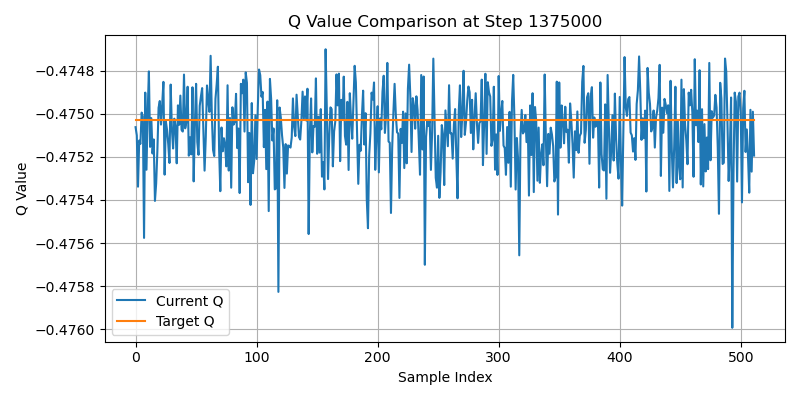 Q Value Comparison at Step 1375000
Q Value
−0.4748
−0.4750
−0.4752
−0.4754
−0.4756
−0.4758
−0.4760
Current Q
Target Q
0
100
200
300
400
500
Sample Index